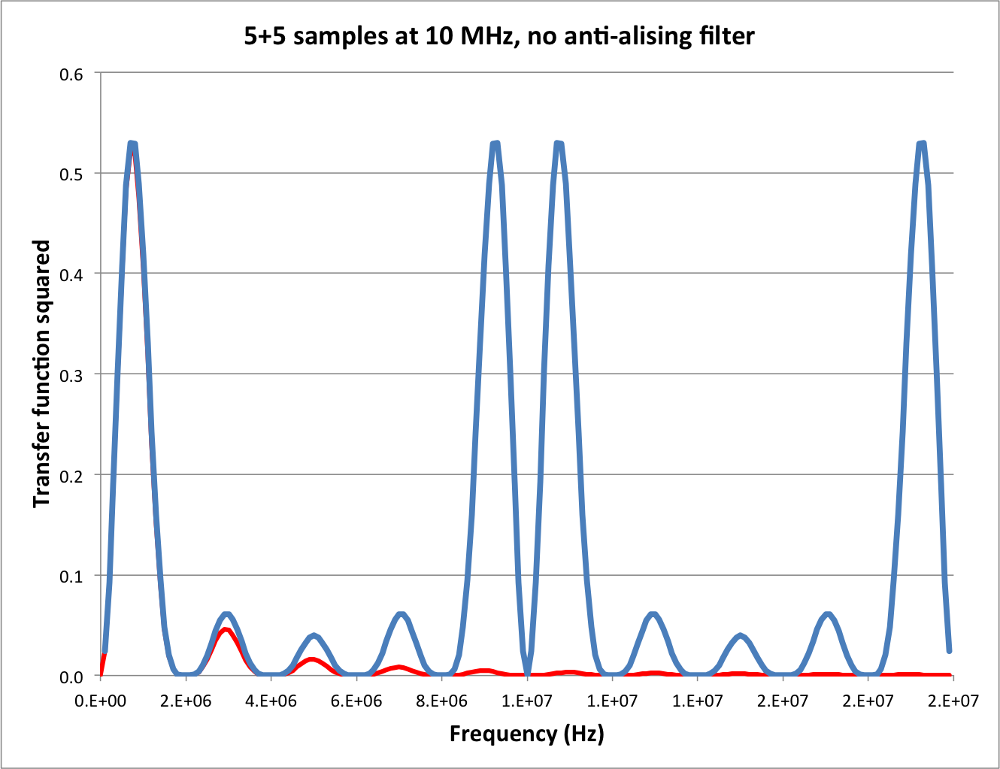 5+5 samples at 10 MHz, no anti-alising filter
0.6
0.5
0.4
0.3
0.2
0.1
0.0
Transfer function squared
0.E+00 2.E+06 4.E+06 6.E+06 8.E+06 1.E+07 1.E+07 1.E+07 2.E+07 2.E+07 2.E+07
Frequency (Hz)